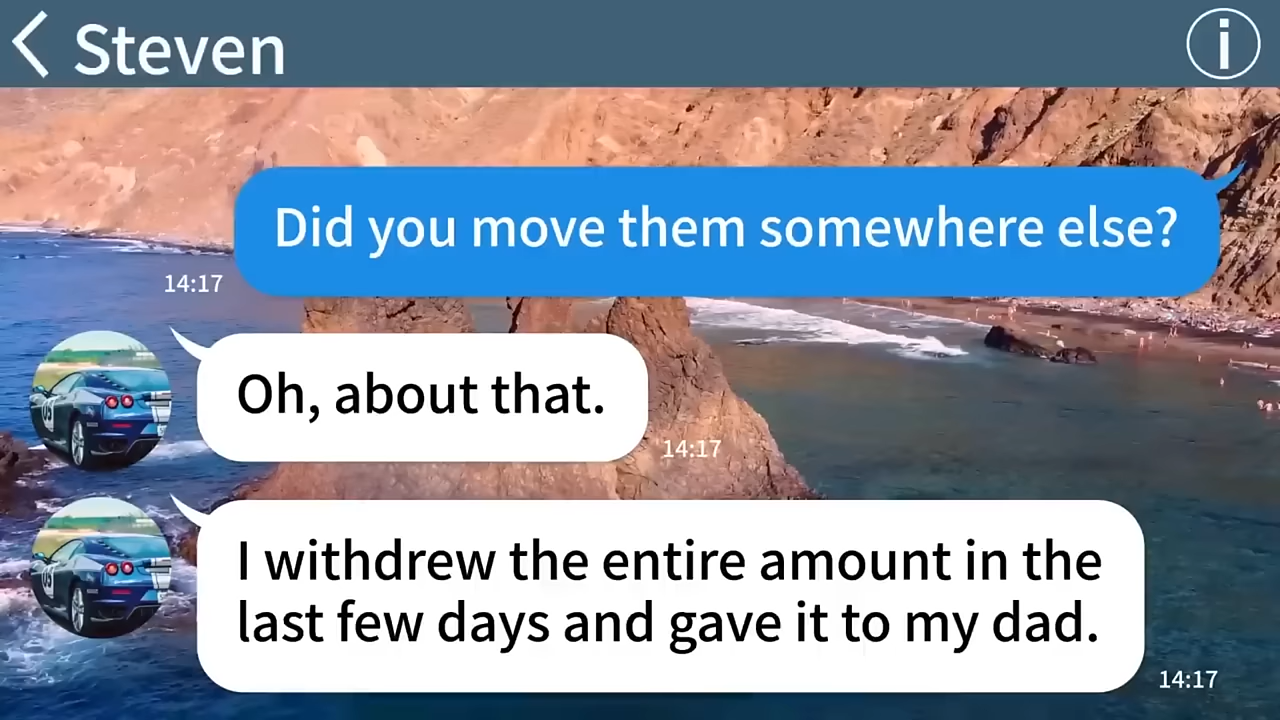 Steven
i
Did you move them somewhere else?
14:17
Oh, about that.
14:17
I withdrew the entire amount in the
last few days and gave it to my dad.
14:17